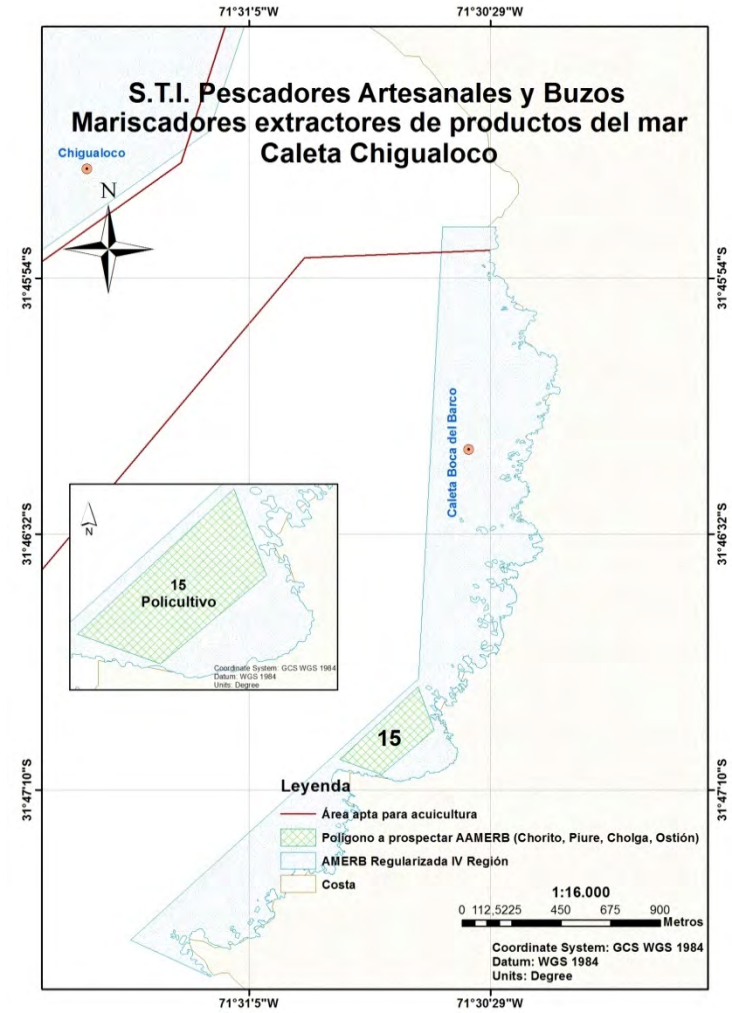 71°31'5"W
71°30'29"W
S.T.I. Pescadores Artesanales y Buzos
Mariscadores extractores de productos del mar
Caleta Chigualoco
Chigualoco
N
31°45'54"S
31°45'54"S
Caleta Boca del Barco
31°46'32"S
31°46'32"S
N
15
Policultivo
Coordinate System: GCS WGS 1984
Datum: WGS 1984
Units: Degree
15
31°47'10"S
31°47'10"S
Leyenda
Área apta para acuicultura
Polígono a prospectar AAMERB (Chorito, Piure, Cholga, Ostión)
AMERB Regularizada IV Región
Costa
1:16.000
0 112,5225 450 675 900
Metros
Coordinate System: GCS WGS 1984
Datum: WGS 1984
Units: Degree
71°31'5"W
71°30'29"W